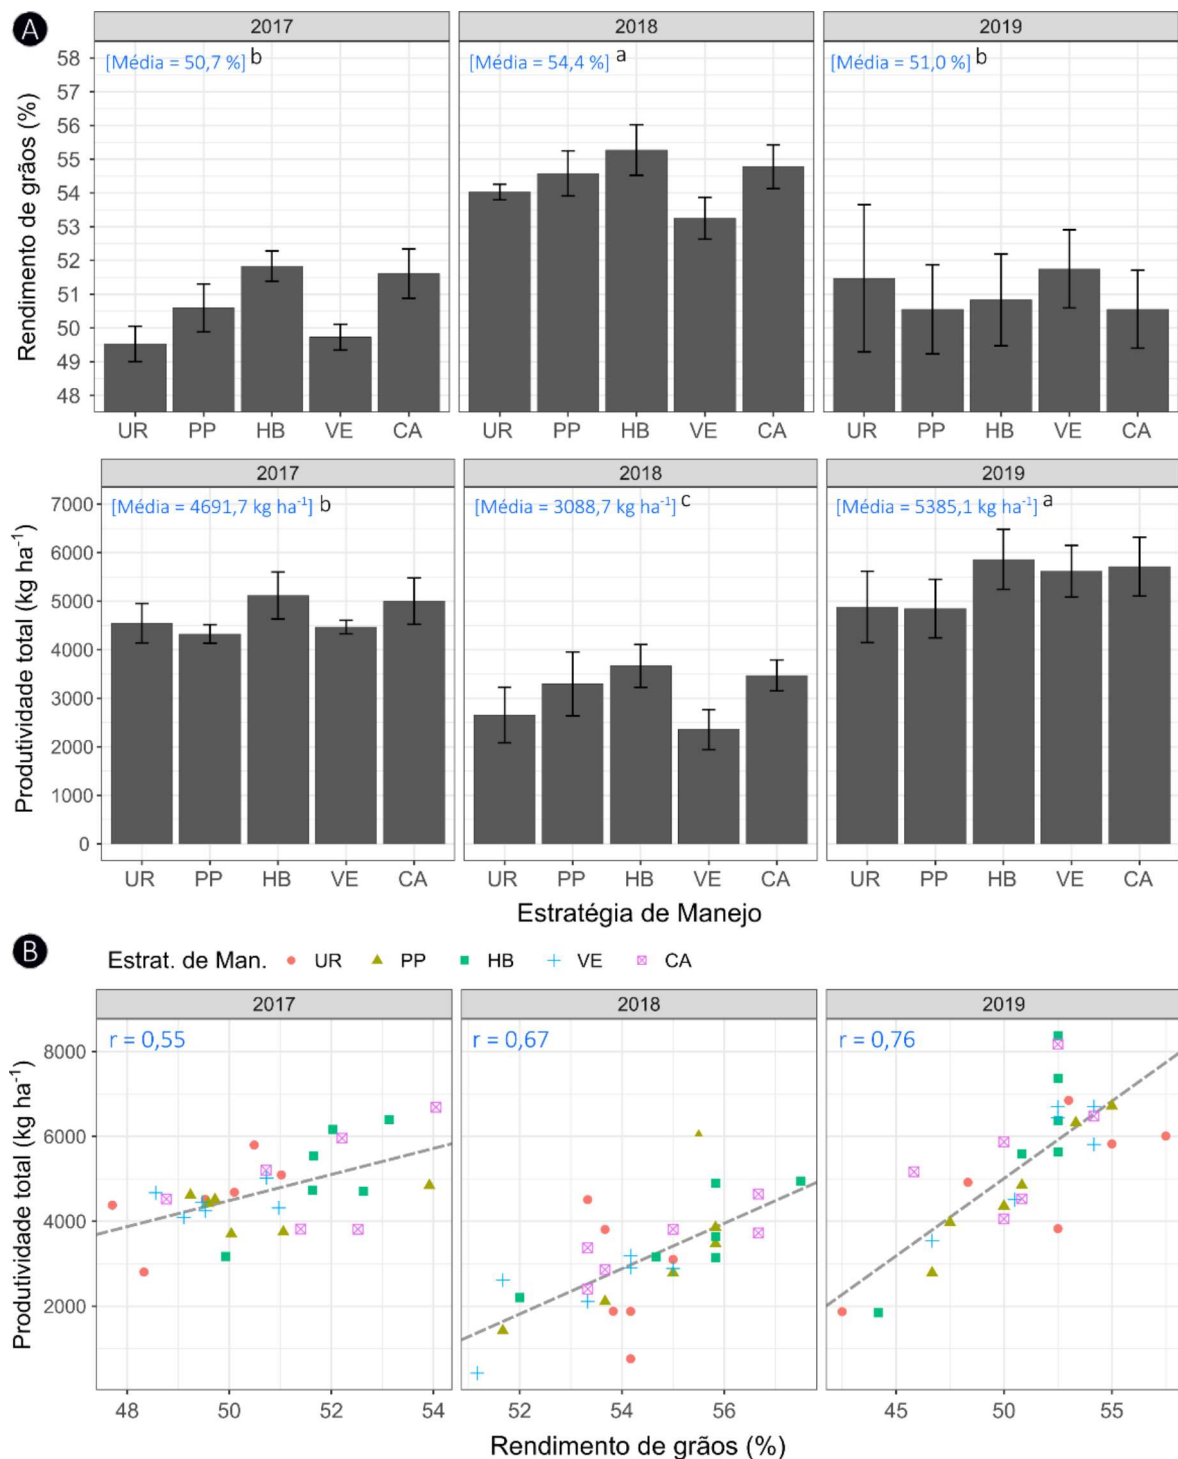 A
2017 2018 2019
[Média = 50,7 %] b [Média = 54,4 %] a [Média = 51,0 %] b
Rendimento de grãos (%)
58
57
56
55
54
53
52
51
50
49
48
UR PP HB VE CA UR PP HB VE CA UR PP HB VE CA
2017 2018 2019
[Média = 4691,7 kg ha⁻¹] b [Média = 3088,7 kg ha⁻¹] c [Média = 5385,1 kg ha⁻¹] a
Produtividade total (kg ha⁻¹)
7000
6000
5000
4000
3000
2000
1000
0
UR PP HB VE CA UR PP HB VE CA UR PP HB VE CA
Estratégia de Manejo
B
Estrat. de Man. UR PP HB VE CA
2017 2018 2019
r = 0,55 r = 0,67 r = 0,76
Produtividade total (kg ha⁻¹)
8000
6000
4000
2000
48 50 52 54 52 54 56 45 50 55
Rendimento de grãos (%)